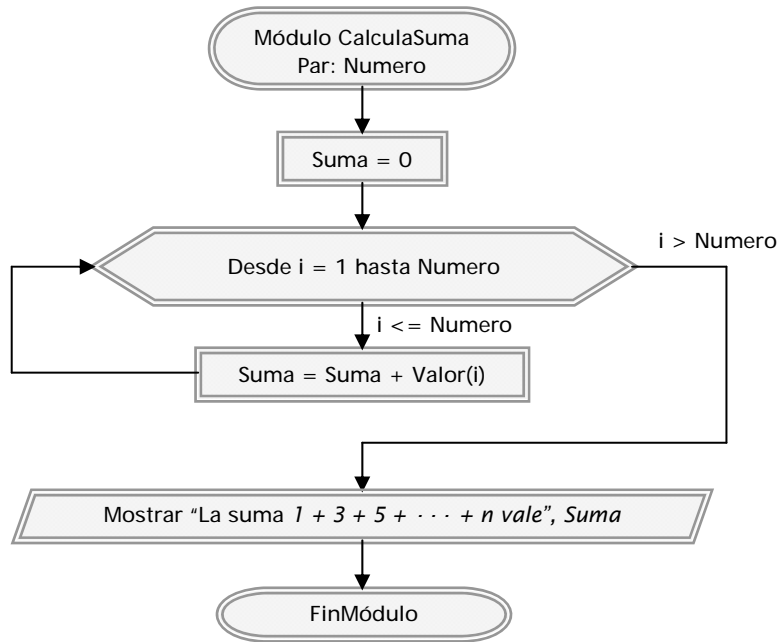 Módulo CalculaSuma
Par: Numero
Suma = 0
i > Numero
Desde i = 1 hasta Numero
i <= Numero
Suma = Suma + Valor(i)
Mostrar “La suma 1 + 3 + 5 + · · · + n vale”, Suma
FinMódulo